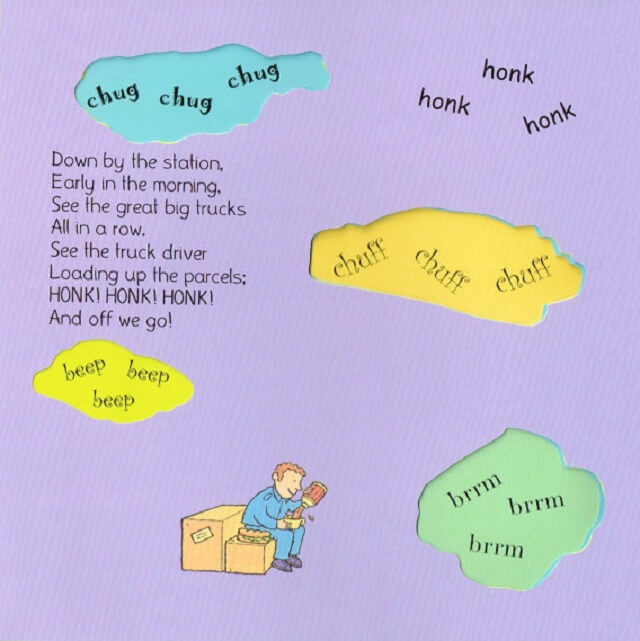 chug chug chug
honk
honk honk
Down by the station,
Early in the morning,
See the great big trucks
All in a row.
See the truck driver
Loading up the parcels;
HONK! HONK! HONK!
And off we go!
chuff chuff chuff
beep beep
beep
brrm brrm
brrm